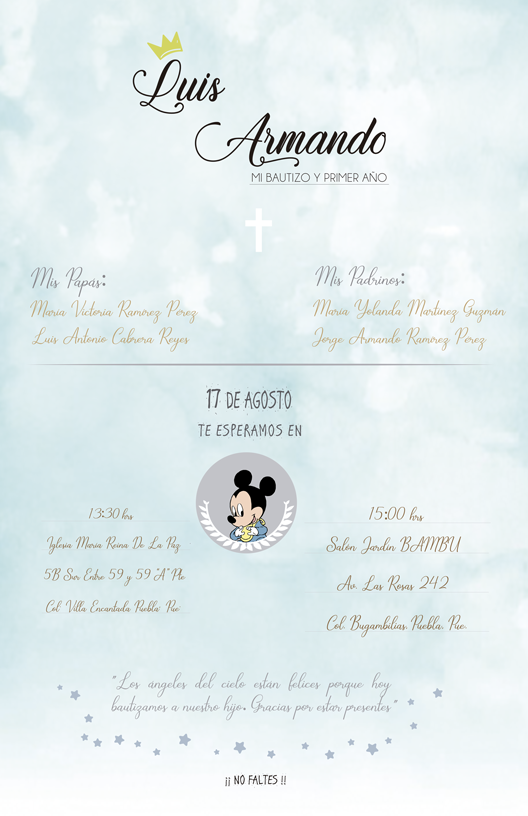 Luis
Armando
MI BAUTIZO Y PRIMER AÑO
Mis Papás:
Maria Victoria Ramirez Perez
Luis Antonio Cabrera Reyes
Mis Padrinos:
Maria Yolanda Martinez Guzman
Jorge Armando Ramirez Perez
17 DE AGOSTO
TE ESPERAMOS EN
13:30 hrs
Iglesia Maria Reina De La Paz
5B Sur Entre 59 y 59 "A" Pte
Col. Villa Encantada Puebla. Pue.
15:00 hrs
Salón Jardin BAMBU
Av. Las Rosas 242
Col. Bugambilias. Puebla. Pue.
"Los ángeles del cielo están felices porque hoy
bautizamos a nuestro hijo. Gracias por estar presentes"
¡¡ NO FALTES !!